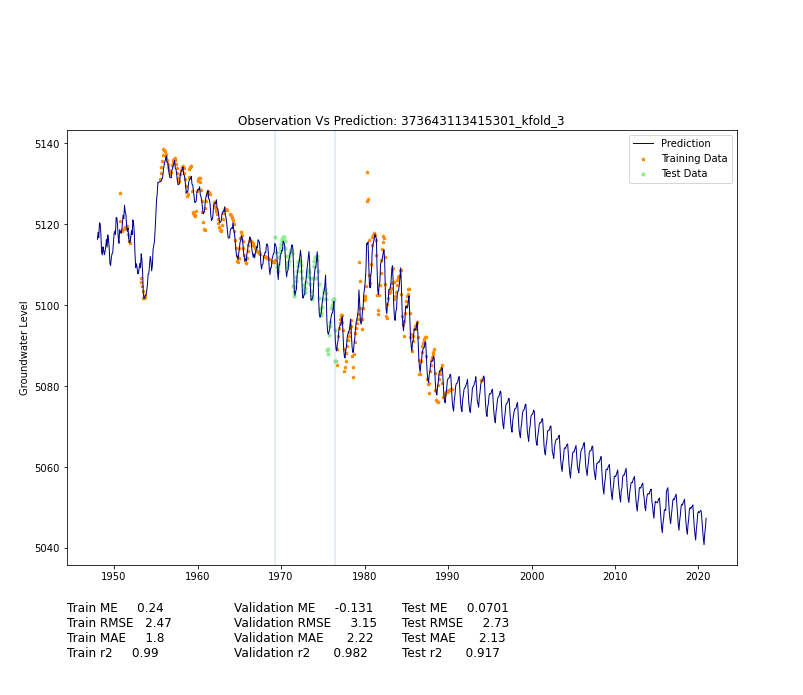 Observation Vs Prediction: 373643113415301_kfold_3
Prediction
Training Data
Test Data
Groundwater Level
5140
5120
5100
5080
5060
5040
1950 1960 1970 1980 1990 2000 2010 2020
Train ME 0.24 Validation ME -0.131 Test ME 0.0701
Train RMSE 2.47 Validation RMSE 3.15 Test RMSE 2.73
Train MAE 1.8 Validation MAE 2.22 Test MAE 2.13
Train r2 0.99 Validation r2 0.982 Test r2 0.917